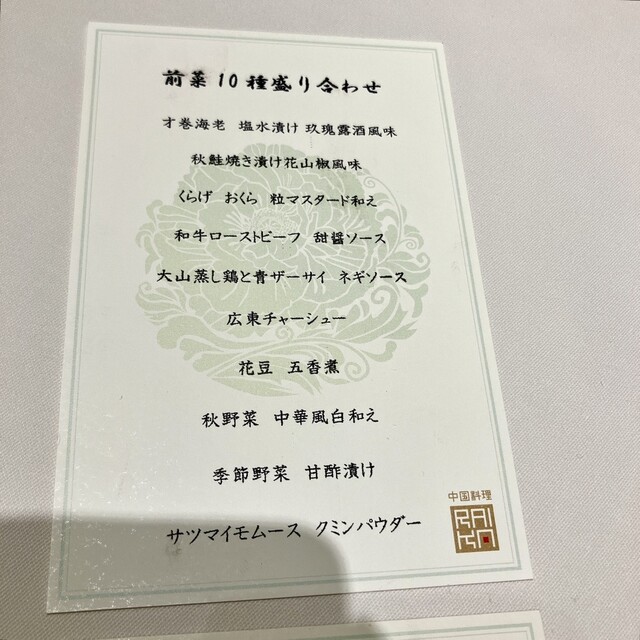 前菜10種盛り合わせ
才巻海老 塩水漬け 玖瑰露酒風味
秋鮭焼き漬け花山椒風味
くらげ おくら 粒マスタード和え
和牛ローストビーフ 甜醤ソース
大山蒸し鶏と青ザーサイ ネギソース
広東チャーシュー
花豆 五香煮
秋野菜 中華風白和え
季節野菜 甘酢漬け
サツマイモムース クミンパウダー
中国料理
RAI
KA